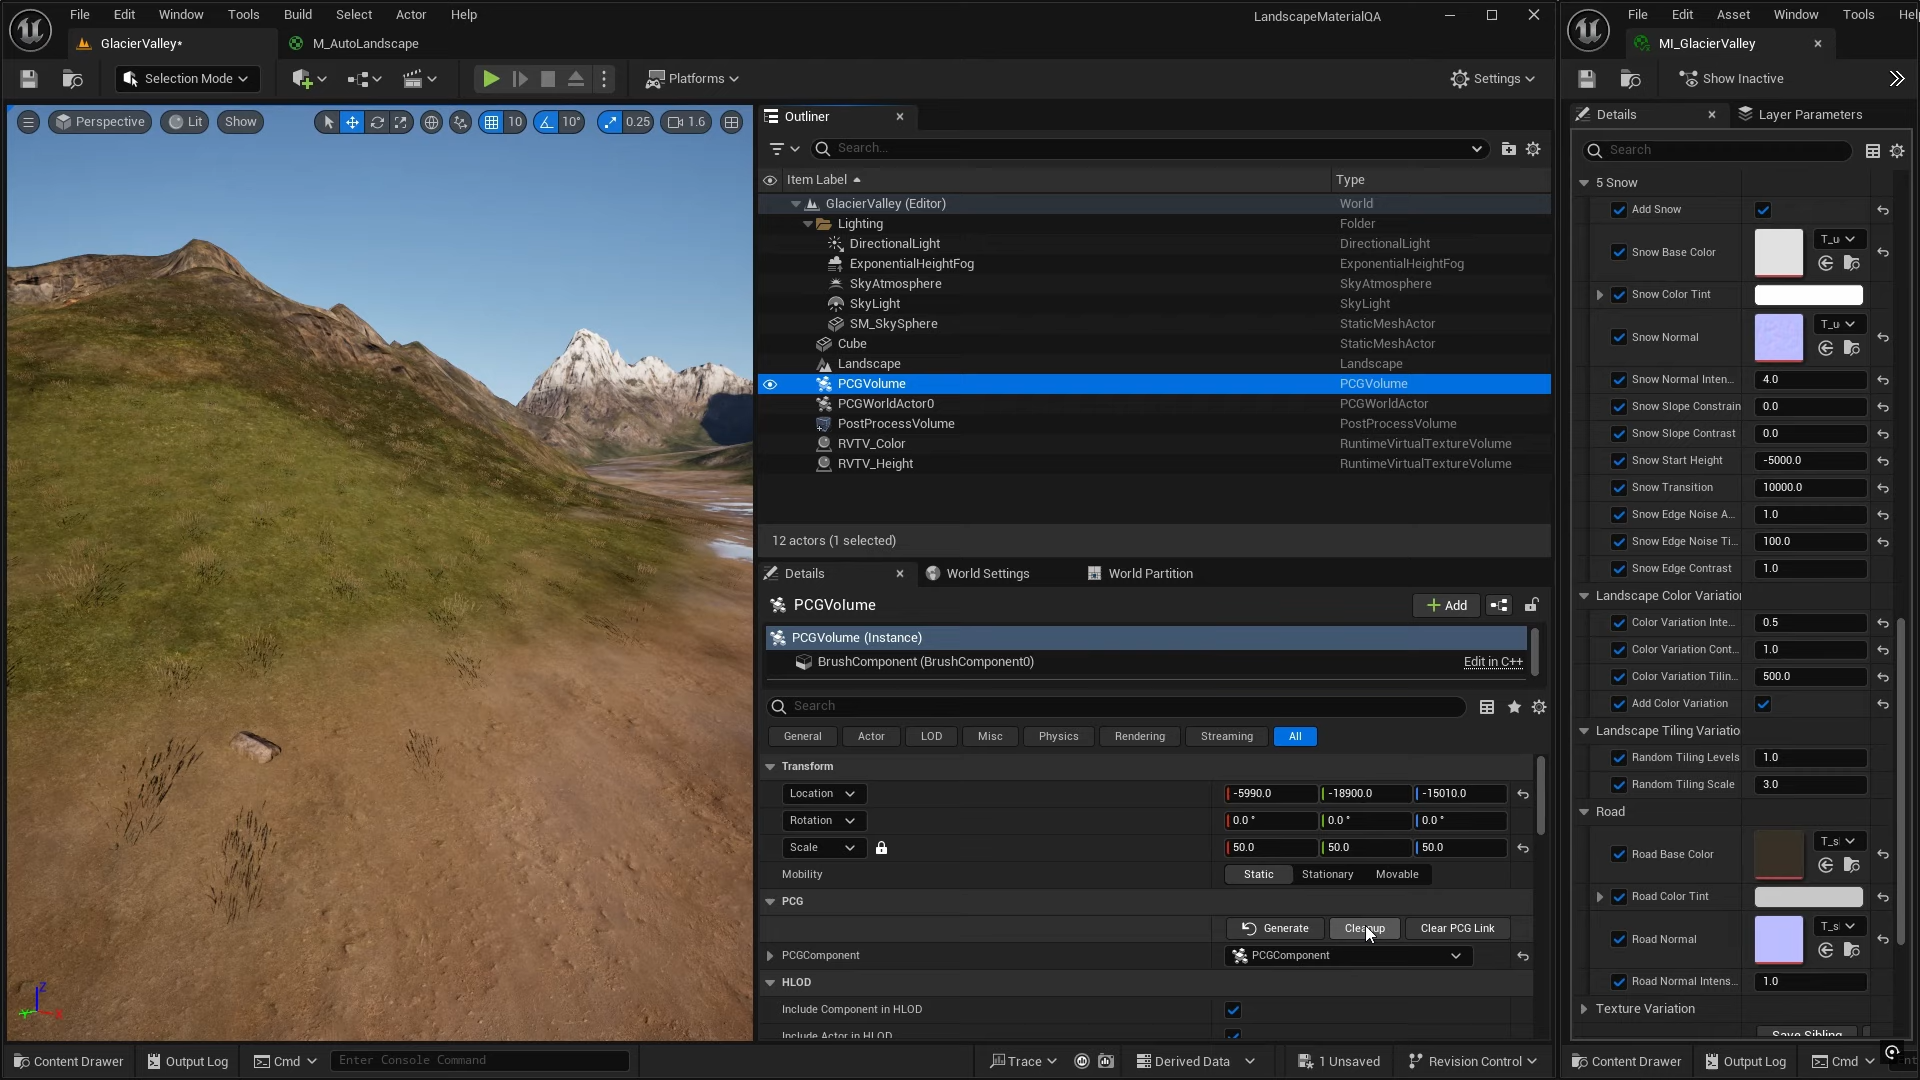 File Edit Window Tools Build Select Actor Help
LandscapeMaterialQA
GlacierValley*
M_AutoLandscape
Selection Mode
Platforms
Settings
Perspective
Lit
Show
10
10°
0.25
1.6
Outliner
Search...
Item Label
Type
GlacierValley (Editor) World
Lighting Folder
DirectionalLight DirectionalLight
ExponentialHeightFog ExponentialHeightFog
SkyAtmosphere SkyAtmosphere
SkyLight SkyLight
SM_SkySphere StaticMeshActor
Cube StaticMeshActor
Landscape Landscape
PCGVolume PCGVolume
PCGWorldActor0 PCGWorldActor
PostProcessVolume PostProcessVolume
RVTV_Color RuntimeVirtualTextureVolume
RVTV_Height RuntimeVirtualTextureVolume
12 actors (1 selected)
Details World Settings World Partition
PCGVolume
Add
PCGVolume (Instance)
BrushComponent (BrushComponent0) Edit in C++
Search
General Actor LOD Misc Physics Rendering Streaming All
Transform
Location -5990.0 -18900.0 -15010.0
Rotation 0.0 ° 0.0 ° 0.0 °
Scale 50.0 50.0 50.0
Mobility Static Stationary Movable
PCG
Generate Cleanup Clear PCG Link
PCGComponent PCGComponent
HLOD
Include Component in HLOD
Include Actor in HLOD
Z
Content Drawer Output Log Cmd Enter Console Command Trace Derived Data 1 Unsaved Revision Control
File Edit Asset Window Tools Hel
MI_GlacierValley
Show Inactive
Details Layer Parameters
Search
5 Snow
Add Snow
Snow Base Color T_u
Snow Color Tint
Snow Normal T_u
Snow Normal Inten... 4.0
Snow Slope Constrain 0.0
Snow Slope Contrast 0.0
Snow Start Height -5000.0
Snow Transition 10000.0
Snow Edge Noise A... 1.0
Snow Edge Noise Ti... 100.0
Snow Edge Contrast 1.0
Landscape Color Variation
Color Variation Inte... 0.5
Color Variation Cont... 1.0
Color Variation Tilin... 500.0
Add Color Variation
Landscape Tiling Variatio
Random Tiling Levels 1.0
Random Tiling Scale 3.0
Road
Road Base Color T_s
Road Color Tint
Road Normal T_s
Road Normal Intens... 1.0
Texture Variation
Save Sibling
Content Drawer Output Log Cmd